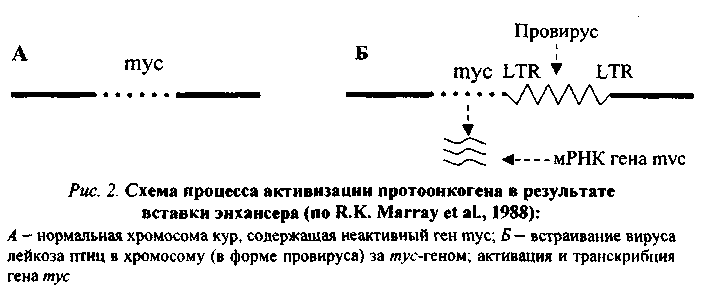 Провирус
А
Б
myc
myc
LTR
LTR
мРНК гена myc
Рис. 2. Схема процесса активизации протоонкогена в результате
вставки энхансера (по R.K. Marray et al., 1988):
А – нормальная хромосома кур, содержащая неактивный ген myc; Б – встраивание вируса
лейкоза птиц в хромосому (в форме провируса) за myc-геном; активация и транскрибция
гена myc